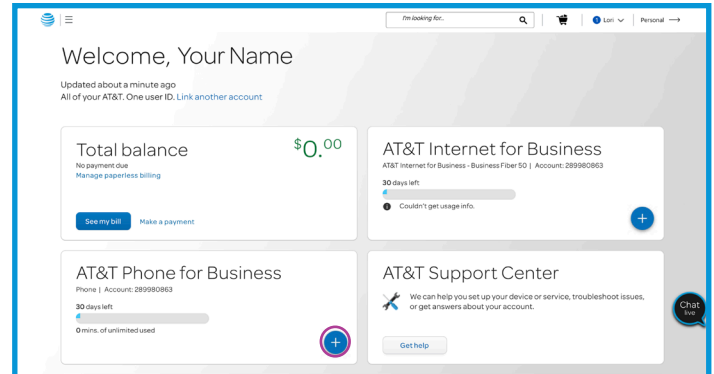 I'm looking for...
1 Lori
Personal
Welcome, Your Name
Updated about a minute ago
All of your AT&T. One user ID. Link another account
Total balance
$0.00
No payment due
Manage paperless billing
See my bill
Make a payment
AT&T Internet for Business
AT&T Internet for Business - Business Fiber 50 | Account: 289980863
30 days left
Couldn't get usage info.
AT&T Phone for Business
Phone | Account: 289980863
30 days left
0 mins. of unlimited used
AT&T Support Center
We can help you set up your device or service, troubleshoot issues,
or get answers about your account.
Get help
Chat
live